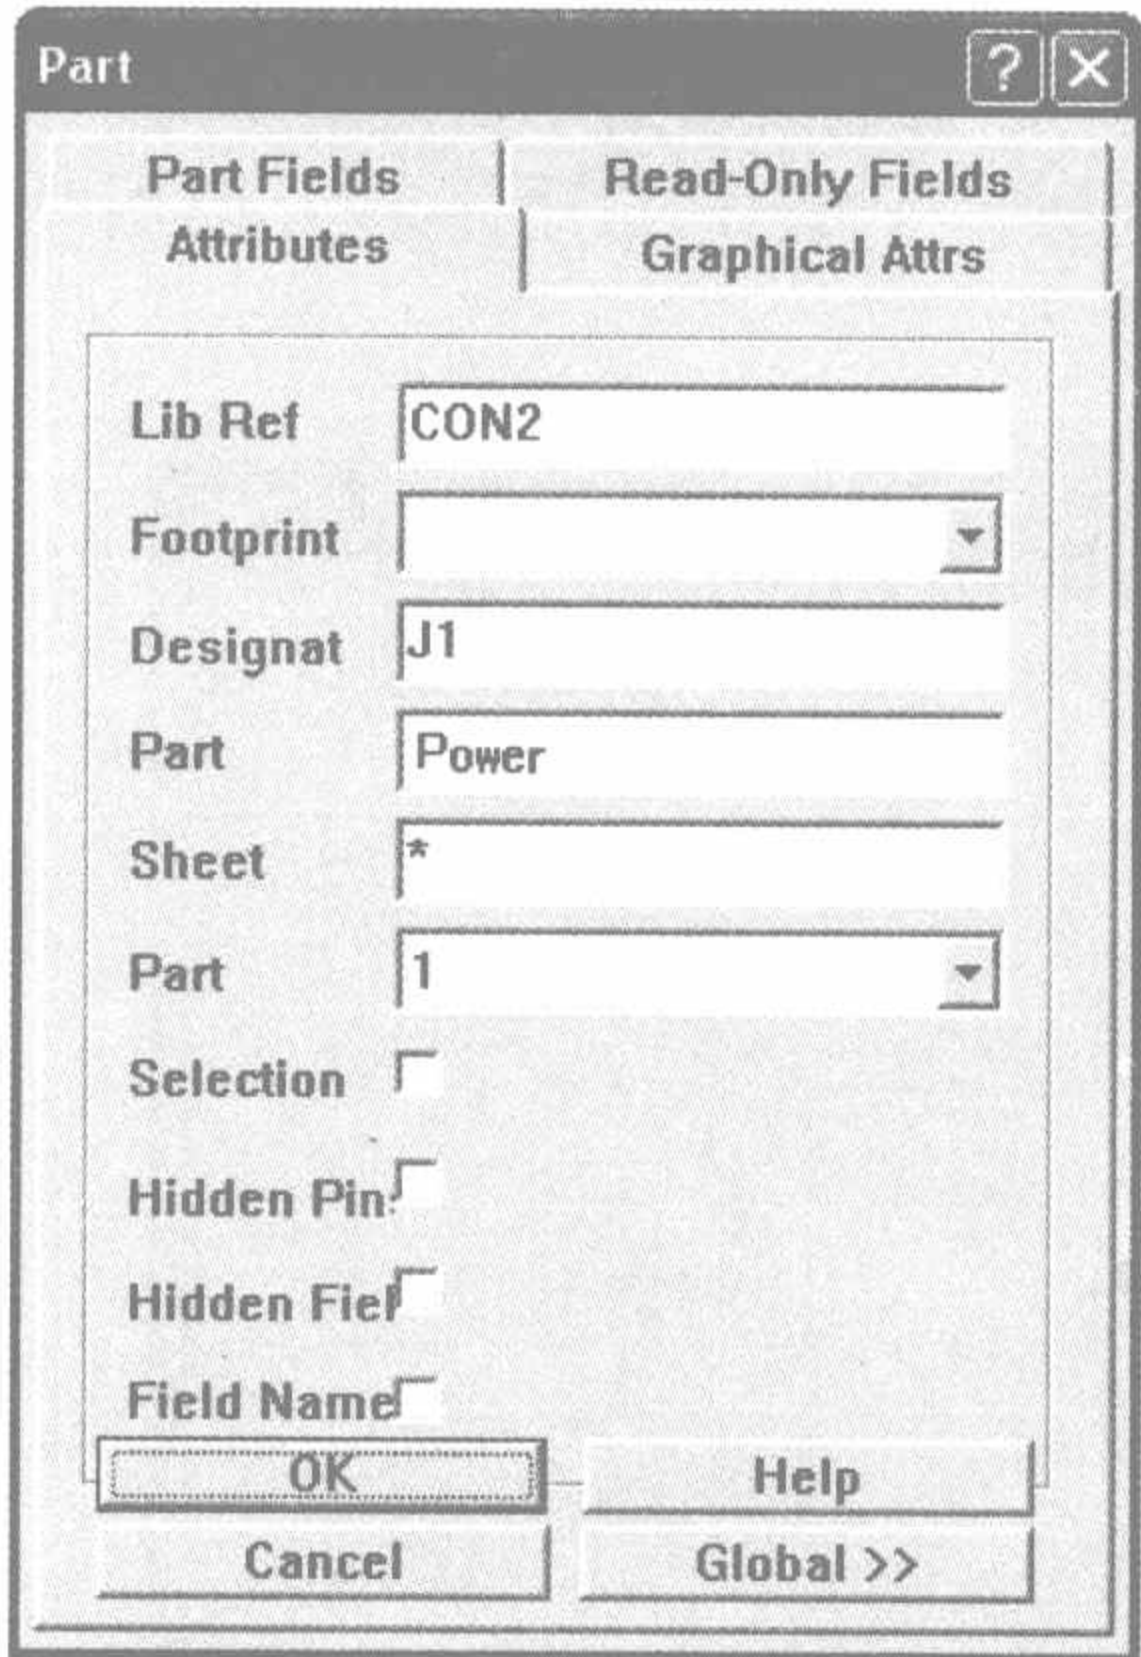 Part
Part Fields Read-Only Fields
Attributes Graphical Attrs
Lib Ref CON2
Footprint
Designat J1
Part Power
Sheet *
Part 1
Selection
Hidden Pin
Hidden Fiel
Field Name
OK Help
Cancel Global >>